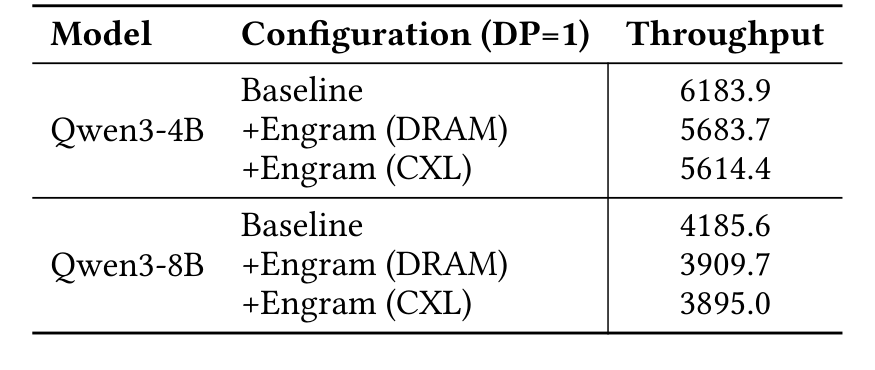 Model Configuration (DP=1) Throughput
Baseline 6183.9
Qwen3-4B +Engram (DRAM) 5683.7
+Engram (CXL) 5614.4
Baseline 4185.6
Qwen3-8B +Engram (DRAM) 3909.7
+Engram (CXL) 3895.0